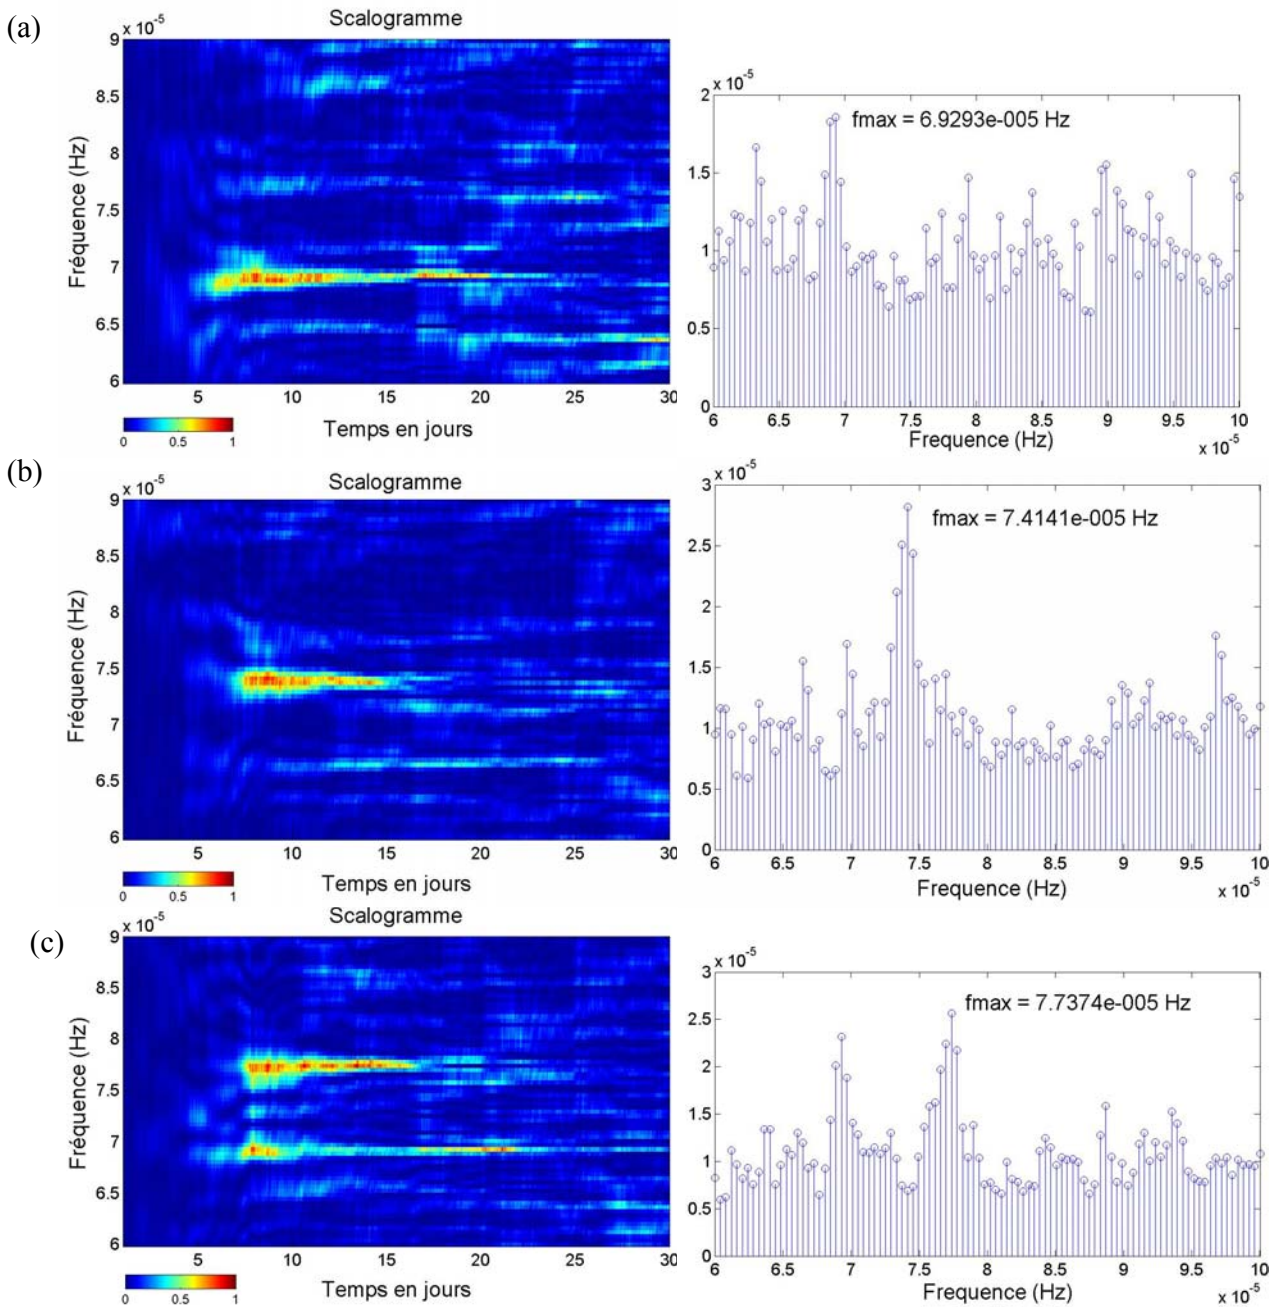 (a)
Scalogramme
x 10^-5
9
8.5
8
7.5
7
6.5
6
Fréquence (Hz)
5 10 15 20 25 30
Temps en jours
0 0.5 1
x 10^-5
2
1.5
1
0.5
0
fmax = 6.9293e-005 Hz
6 6.5 7 7.5 8 8.5 9 9.5 10
Frequence (Hz)
x 10^-5
(b)
Scalogramme
x 10^-5
9
8.5
8
7.5
7
6.5
6
Fréquence (Hz)
5 10 15 20 25 30
Temps en jours
0 0.5 1
x 10^-5
3
2.5
2
1.5
1
0.5
0
fmax = 7.4141e-005 Hz
6 6.5 7 7.5 8 8.5 9 9.5 10
Frequence (Hz)
x 10^-5
(c)
Scalogramme
x 10^-5
9
8.5
8
7.5
7
6.5
6
Fréquence (Hz)
5 10 15 20 25 30
Temps en jours
0 0.5 1
x 10^-5
3
2.5
2
1.5
1
0.5
0
fmax = 7.7374e-005 Hz
6 6.5 7 7.5 8 8.5 9 9.5 10
Frequence (Hz)
x 10^-5